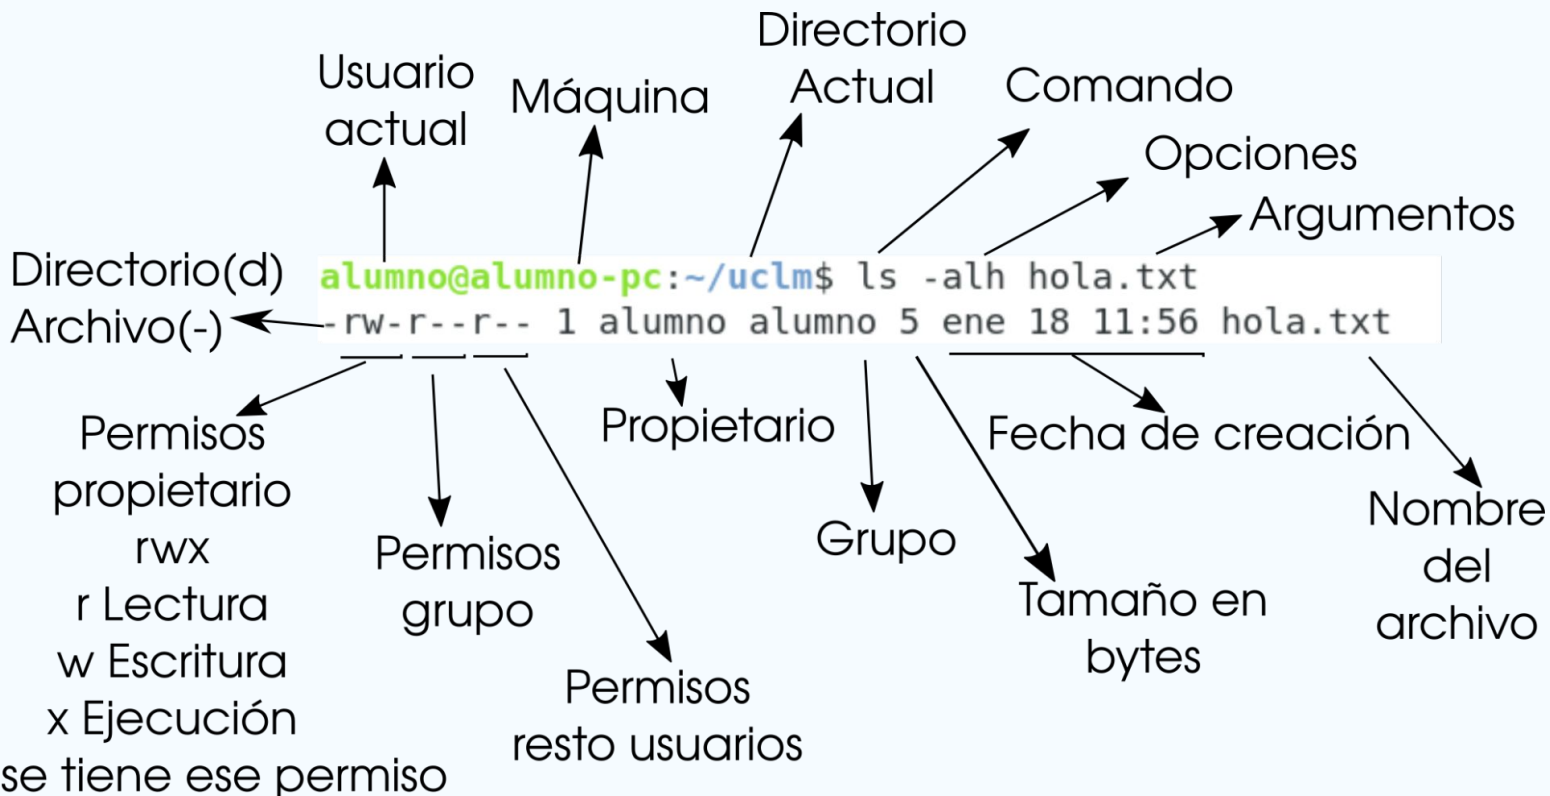 Directorio
Actual
Usuario
actual
Máquina
Comando
Opciones
Argumentos
Directorio(d)
Archivo(-)
alumno@alumno-pc:~/uclm$ ls -alh hola.txt
-rw-r--r-- 1 alumno alumno 5 ene 18 11:56 hola.txt
Permisos
propietario
rwx
r Lectura
w Escritura
x Ejecución
se tiene ese permiso
Permisos
grupo
Permisos
resto usuarios
Propietario
Grupo
Tamaño en
bytes
Fecha de creación
Nombre
del
archivo